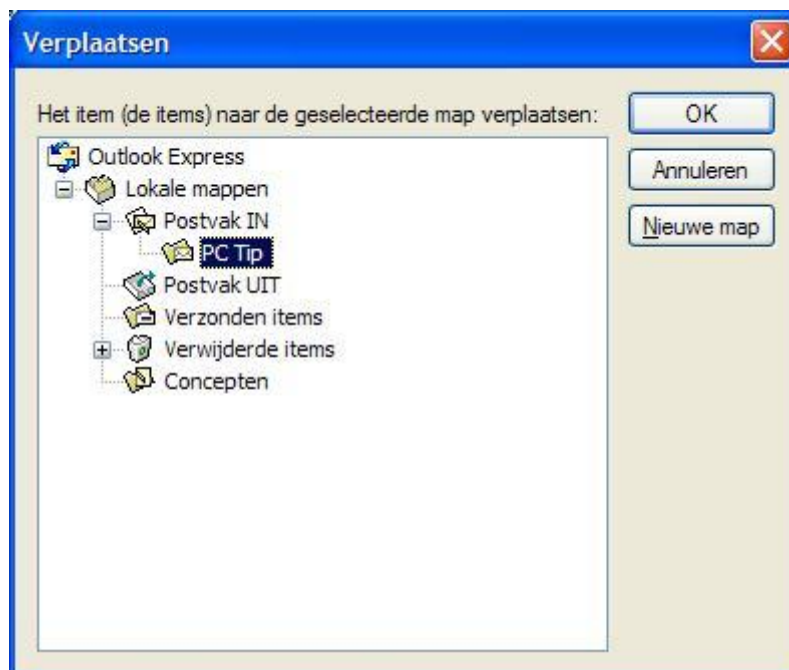 Verplaatsen
Het item (de items) naar de geselecteerde map verplaatsen:
OK
Outlook Express
Annuleren
Lokale mappen
Nieuwe map
Postvak IN
PC Tip
Postvak UIT
Verzonden items
Verwijderde items
Concepten